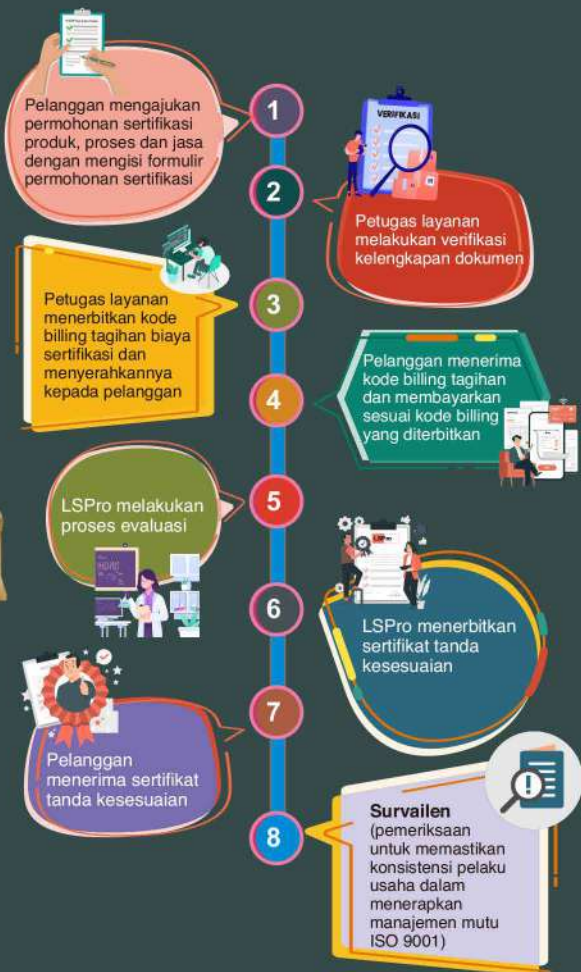 1
Pelanggan mengajukan
permohonan sertifikasi
produk, proses dan jasa
dengan mengisi formulir
permohonan sertifikasi
VERIFIKASI
2
Petugas layanan
melakukan verifikasi
kelengkapan dokumen
3
Petugas layanan
menerbitkan kode
billing tagihan biaya
sertifikasi dan
menyerahkannya
kepada pelanggan
4
Pelanggan menerima
kode billing tagihan
dan membayarkan
sesuai kode billing
yang diterbitkan
5
LSPro melakukan
proses evaluasi
6
LSPro
LSPro menerbitkan
sertifikat tanda
kesesuaian
7
Pelanggan
menerima sertifikat
tanda kesesuaian
8
Survailen
(pemeriksaan
untuk memastikan
konsistensi pelaku
usaha dalam
menerapkan
manajemen mutu
ISO 9001)